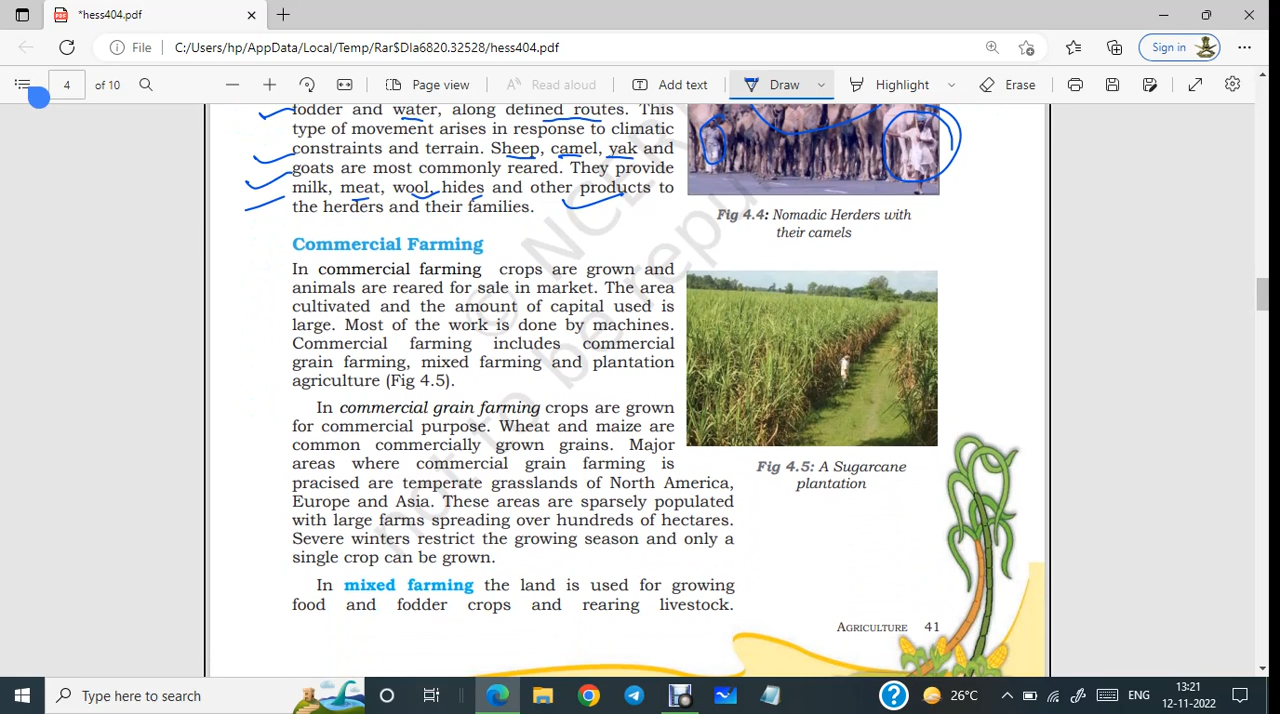 *hess404.pdf
File
C:/Users/hp/AppData/Local/Temp/Rar$DIa6820.32528/hess404.pdf
Sign in
4 of 10
Page view
Read aloud
Add text
Draw
Highlight
Erase
fodder and water, along defined routes. This
type of movement arises in response to climatic
constraints and terrain. Sheep, camel, yak and
goats are most commonly reared. They provide
milk, meat, wool, hides and other products to
the herders and their families.
Fig 4.4: Nomadic Herders with
their camels
Commercial Farming
In commercial farming crops are grown and
animals are reared for sale in market. The area
cultivated and the amount of capital used is
large. Most of the work is done by machines.
Commercial farming includes commercial
grain farming, mixed farming and plantation
agriculture (Fig 4.5).
In commercial grain farming crops are grown
for commercial purpose. Wheat and maize are
common commercially grown grains. Major
areas where commercial grain farming is
practised are temperate grasslands of North America,
Europe and Asia. These areas are sparsely populated
with large farms spreading over hundreds of hectares.
Severe winters restrict the growing season and only a
single crop can be grown.
Fig 4.5: A Sugarcane
plantation
In mixed farming the land is used for growing
food and fodder crops and rearing livestock.
AGRICULTURE 41
© NCER
not to be repu
Type here to search
26°C
ENG
13:21
12-11-2022